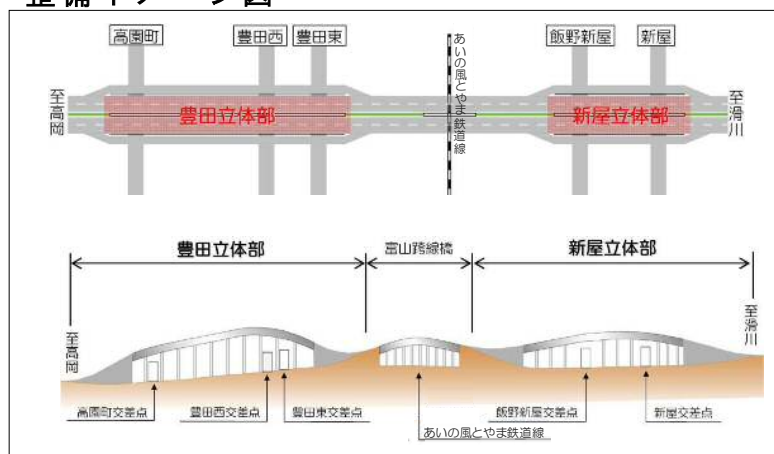 整備イメージ図
高園町
豊田西
豊田東
飯野新屋
新屋
至高岡
豊田立体部
あいの風とやま鉄道線
新屋立体部
至滑川
豊田立体部
富山跨線橋
新屋立体部
至高岡
至滑川
高園町交差点
豊田西交差点
豊田東交差点
あいの風とやま鉄道線
飯野新屋交差点
新屋交差点